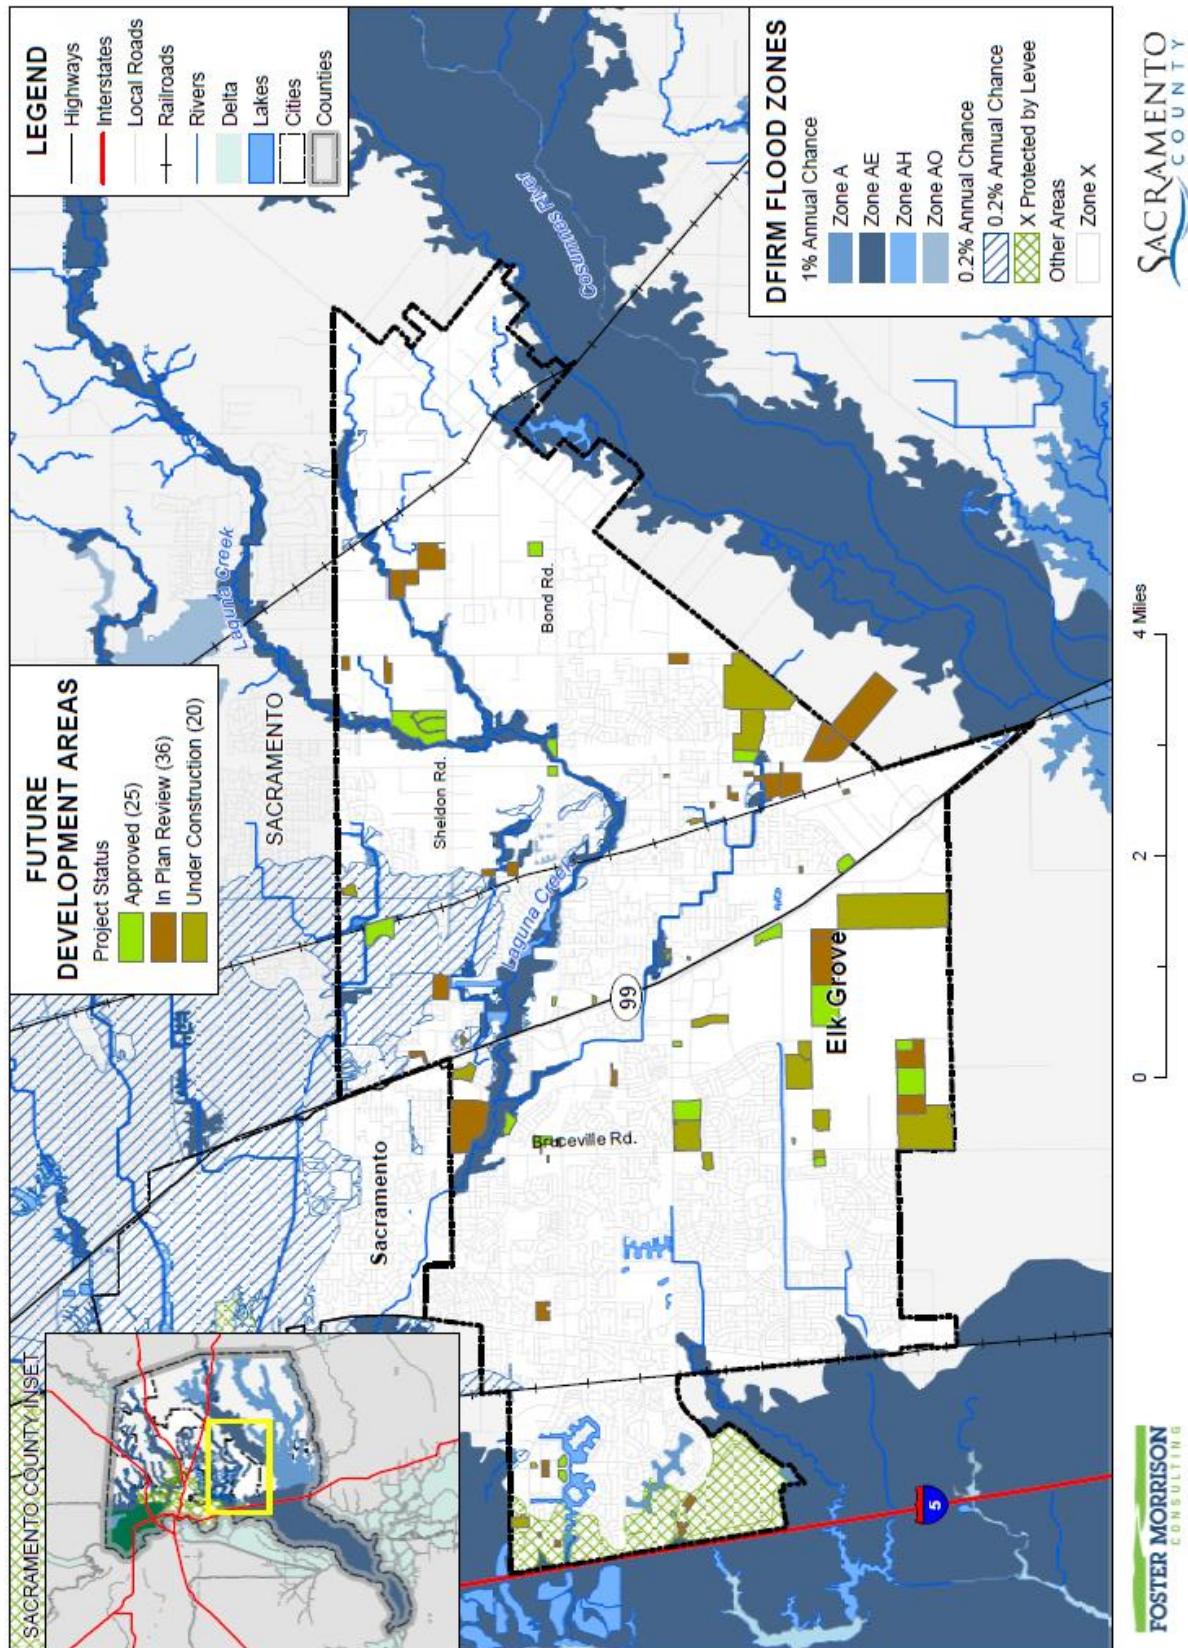 SACRAMENTO COUNTY INSET
FUTURE
DEVELOPMENT AREAS
Project Status
Approved (25)
In Plan Review (36)
Under Construction (20)
LEGEND
Highways
Interstates
Local Roads
Railroads
Rivers
Delta
Lakes
Cities
Counties
SACRAMENTO
Laguna Creek
Sacramento
Sheldon Rd.
Laguna Creek
Bond Rd.
Bruceville Rd.
99
Cosumnes River
Elk Grove
5
DFIRM FLOOD ZONES
1% Annual Chance
Zone A
Zone AE
Zone AH
Zone AO
0.2% Annual Chance
0.2% Annual Chance
X Protected by Levee
Other Areas
Zone X
FOSTER MORRISON
CONSULTING
0 2 4 Miles
SACRAMENTO
COUNTY